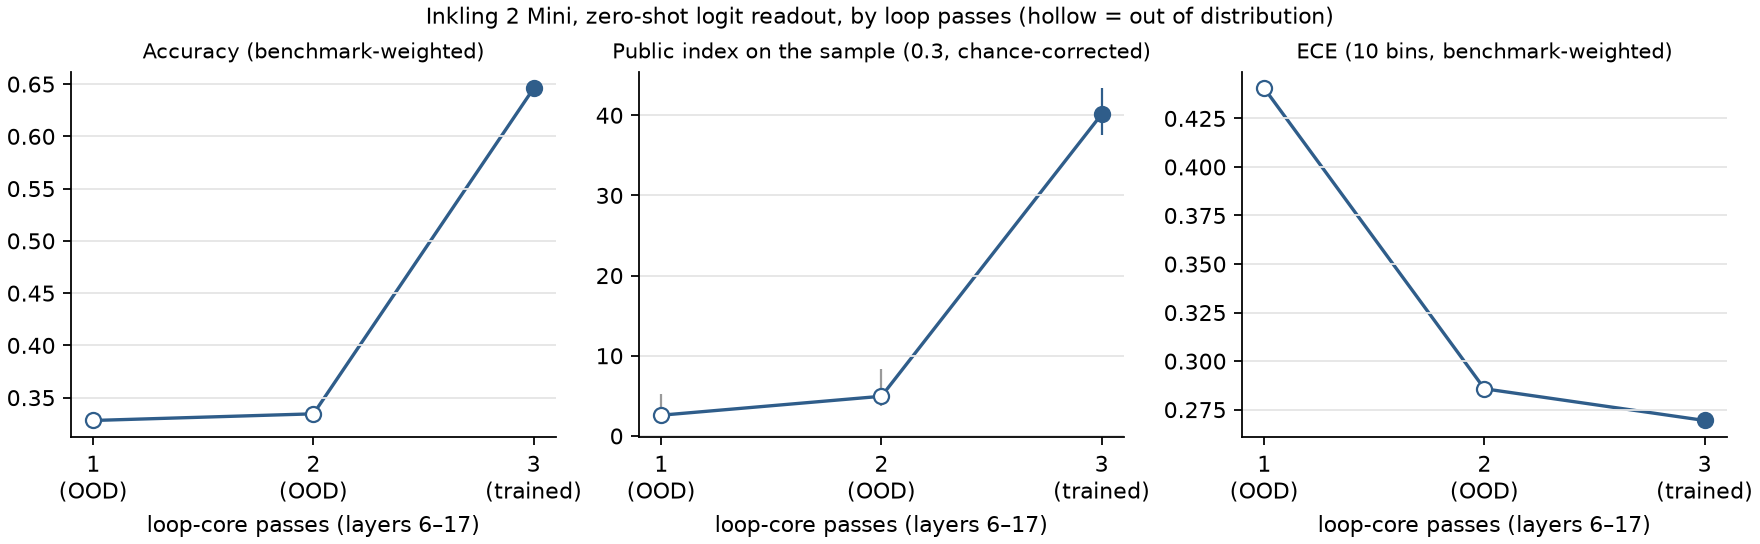 Inkling 2 Mini, zero-shot logit readout, by loop passes (hollow = out of distribution)
Accuracy (benchmark-weighted)
0.65
0.60
0.55
0.50
0.45
0.40
0.35
1
(OOD)
2
(OOD)
3
(trained)
loop-core passes (layers 6–17)
Public index on the sample (0.3, chance-corrected)
40
30
20
10
0
1
(OOD)
2
(OOD)
3
(trained)
loop-core passes (layers 6–17)
ECE (10 bins, benchmark-weighted)
0.425
0.400
0.375
0.350
0.325
0.300
0.275
1
(OOD)
2
(OOD)
3
(trained)
loop-core passes (layers 6–17)